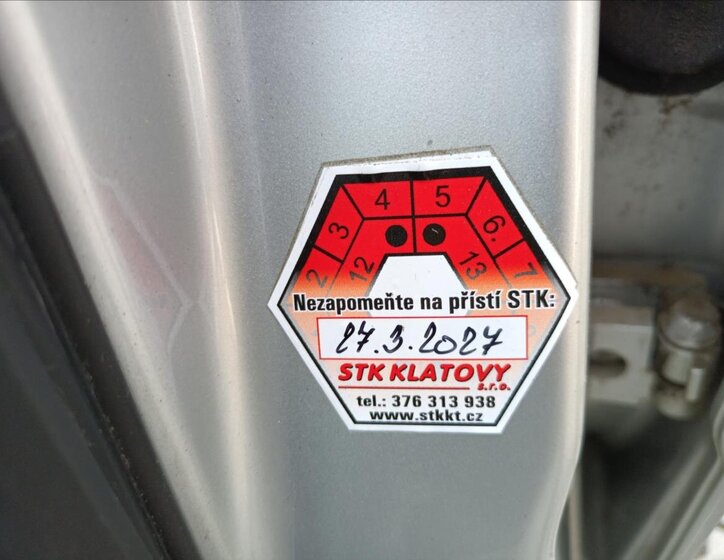 4 5
3 6.
2 12 13 7
Nezapomeňte na příští STK:
27.3.2027
STK KLATOVY
s.r.o.
tel.: 376 313 938
www.stkkt.cz